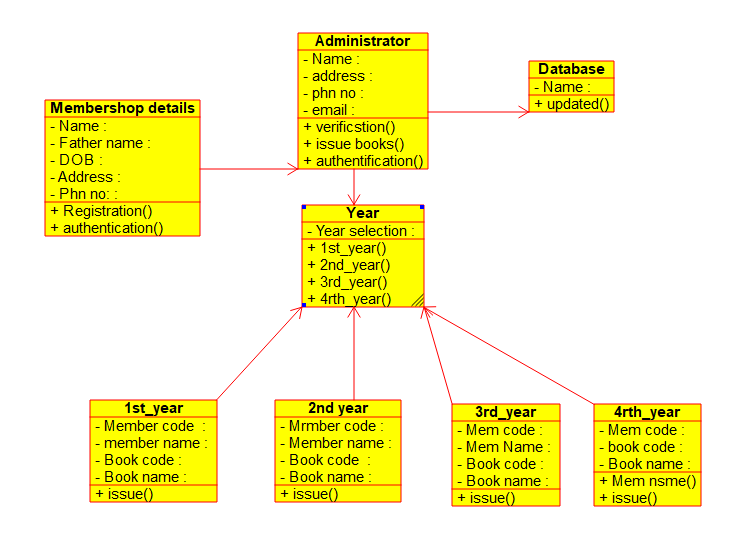 Administrator
- Name :
- address :
- phn no :
- email :
+ verificstion()
+ issue books()
+ authentification()
Database
- Name :
+ updated()
Membershop details
- Name :
- Father name :
- DOB :
- Address :
- Phn no: :
+ Registration()
+ authentication()
Year
- Year selection :
+ 1st_year()
+ 2nd_year()
+ 3rd_year()
+ 4rth_year()
1st_year
- Member code :
- member name :
- Book code :
- Book name :
+ issue()
2nd year
- Mrmber code :
- Member name :
- Book code :
- Book name :
+ issue()
3rd_year
- Mem code :
- Mem Name :
- Book code :
- Book name :
+ issue()
4rth_year
- Mem code :
- book code :
- Book name :
+ Mem nsme()
+ issue()